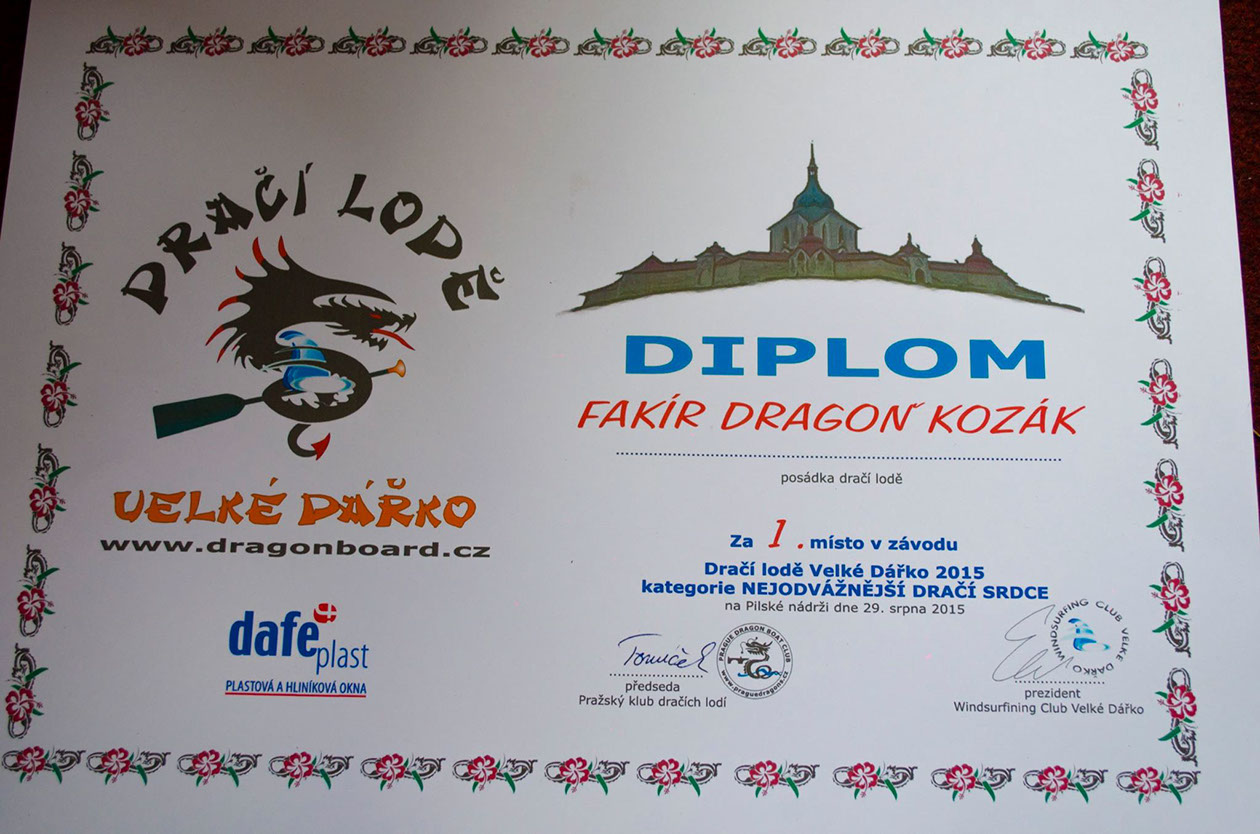 DRAČÍ LODĚ
VELKÉ DÁŘKO
www.dragonboard.cz
dafe plast
PLASTOVÁ A HLINÍKOVÁ OKNA
DIPLOM
FAKÍR DRAGON KOZÁK
posádka dračí lodě
Za 1. místo v závodu
Dračí lodě Velké Dářko 2015
kategorie NEJODVÁŽNĚJŠÍ DRAČÍ SRDCE
na Pilské nádrži dne 29. srpna 2015
PRAGUE DRAGON BOAT CLUB
www.praguedragons.cz
předseda
Pražský klub dračích lodí
WINDSURFING CLUB VELKÉ DÁŘKO
prezident
Windsurfining Club Velké Dářko